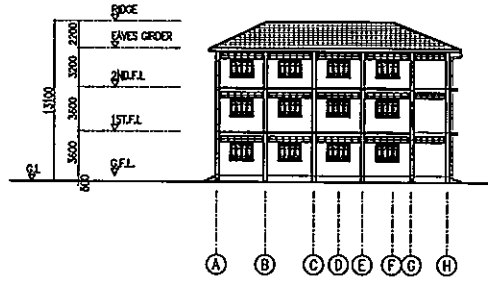 RIDGE
EAVES GIRDER
2ND.F.L
1ST.F.L
G.F.L.
G.L
2200
3200
3600
3600
600
13100
A B C D E F G H